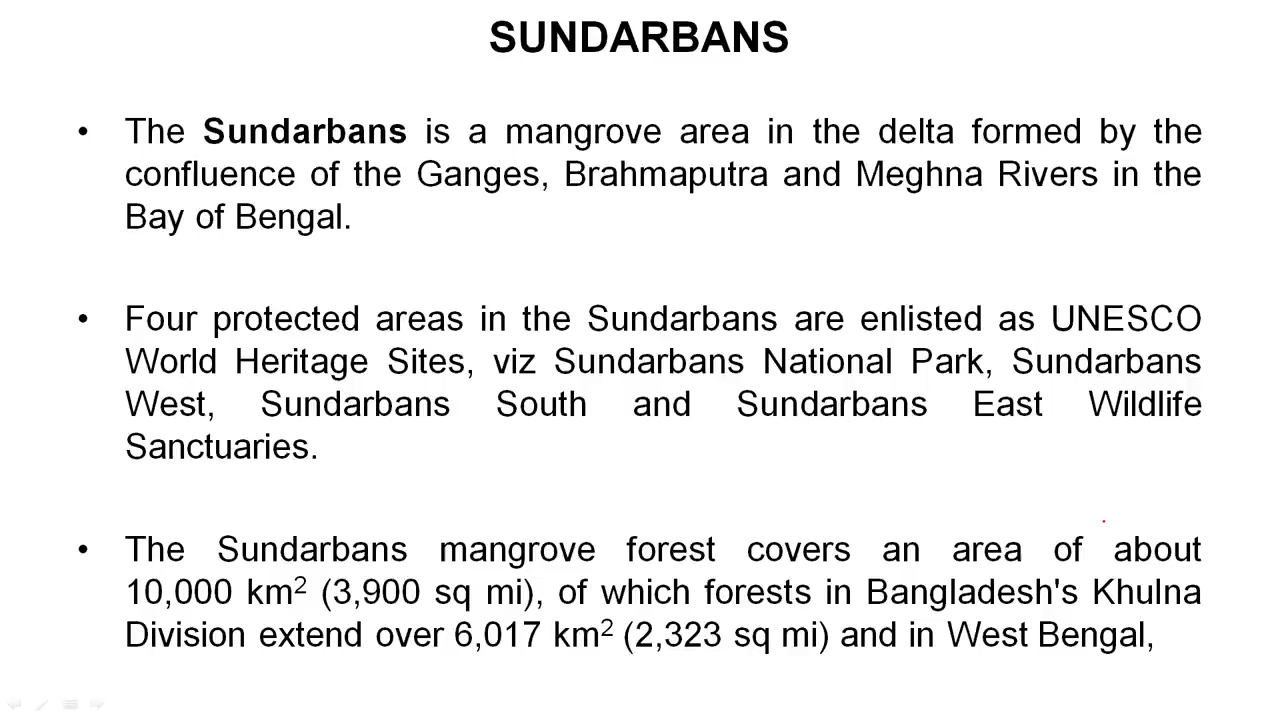 SUNDARBANS
• The Sundarbans is a mangrove area in the delta formed by the
confluence of the Ganges, Brahmaputra and Meghna Rivers in the
Bay of Bengal.
• Four protected areas in the Sundarbans are enlisted as UNESCO
World Heritage Sites, viz Sundarbans National Park, Sundarbans
West, Sundarbans South and Sundarbans East Wildlife
Sanctuaries.
• The Sundarbans mangrove forest covers an area of about
10,000 km² (3,900 sq mi), of which forests in Bangladesh's Khulna
Division extend over 6,017 km² (2,323 sq mi) and in West Bengal,